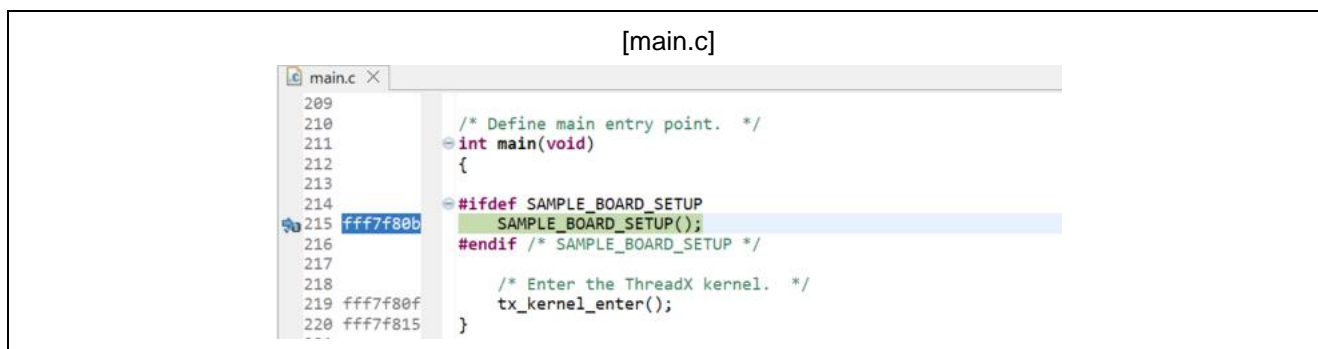 [main.c]
main.c
209
210 /* Define main entry point.  */
211 int main(void)
212 {
213
214 #ifdef SAMPLE_BOARD_SETUP
215 fff7f80b SAMPLE_BOARD_SETUP();
216 #endif /* SAMPLE_BOARD_SETUP */
217
218 /* Enter the ThreadX kernel.  */
219 fff7f80f tx_kernel_enter();
220 fff7f815 }